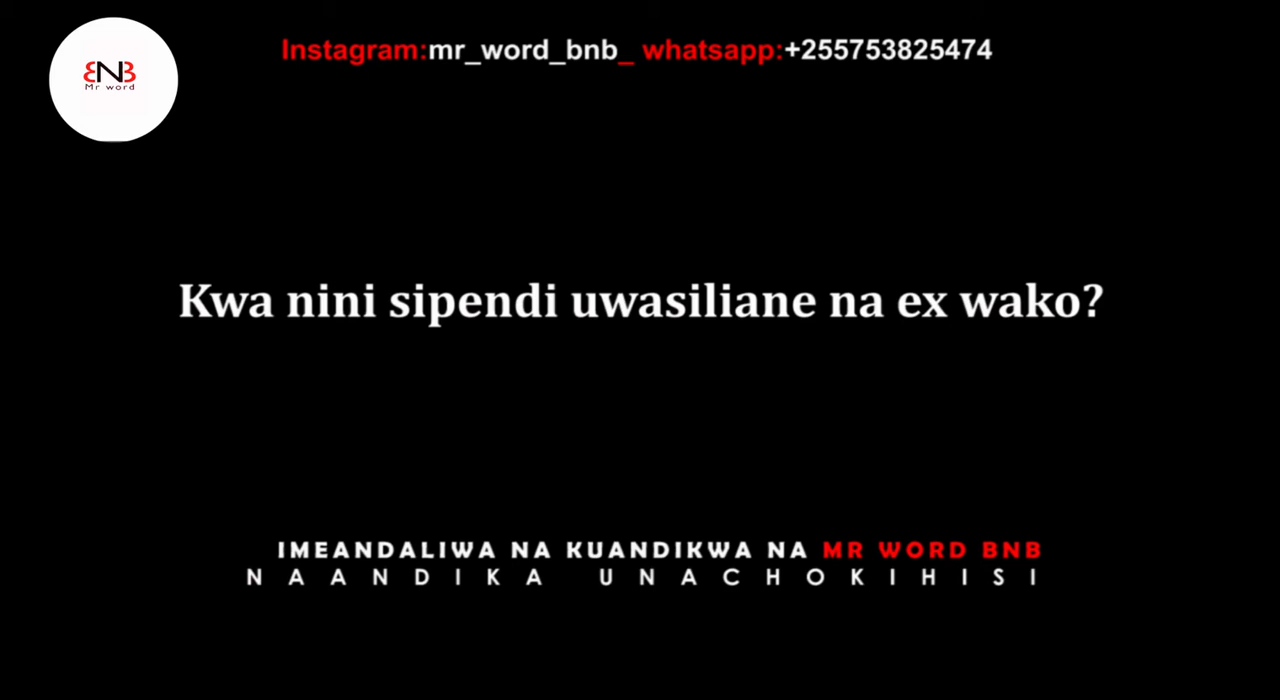 BNB
Mr word
Instagram:mr_word_bnb_ whatsapp:+255753825474
Kwa nini sipendi uwasiliane na ex wako?
IMEANDALIWA NA KUANDIKWA NA MR WORD BNB
NAANDIKA UNACHOKIHISI